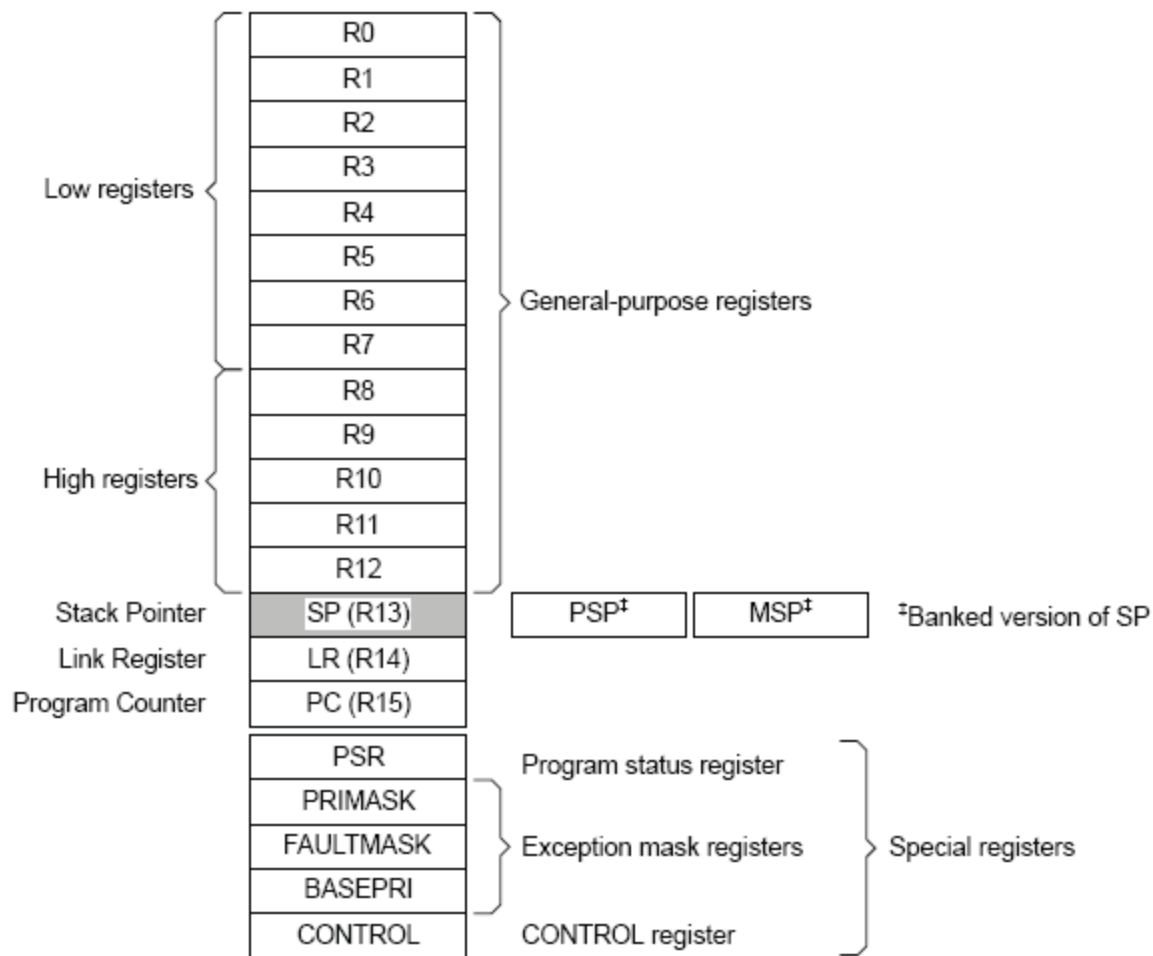 R0
R1
R2
R3
Low registers
R4
R5
R6
General-purpose registers
R7
R8
R9
High registers
R10
R11
R12
Stack Pointer SP (R13) PSP‡ MSP‡ ‡Banked version of SP
Link Register LR (R14)
Program Counter PC (R15)
PSR Program status register
PRIMASK
FAULTMASK Exception mask registers Special registers
BASEPRI
CONTROL CONTROL register